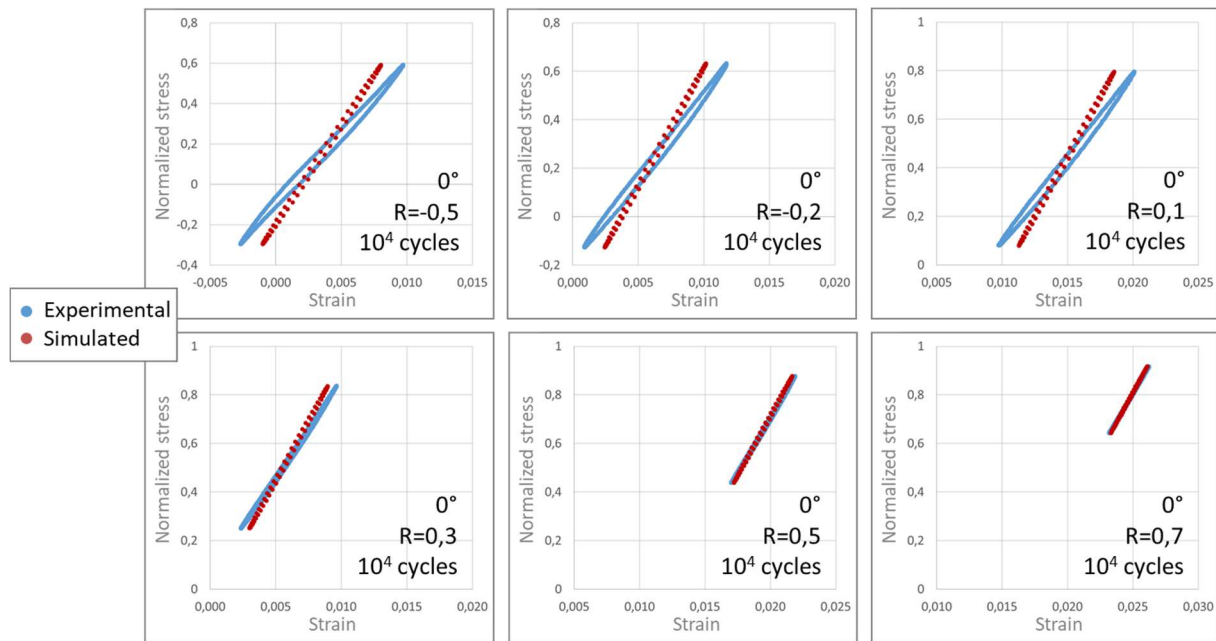 0,8
0,6
0,4
0,2
0
-0,2
-0,4
-0,005
0,000
0,005
0,010
0,015
Normalized stress
Strain
0°
R=-0,5
10⁴ cycles
0,8
0,6
0,4
0,2
0
-0,2
0,000
0,005
0,010
0,015
Normalized stress
Strain
0°
R=-0,2
10⁴ cycles
1
0,8
0,6
0,4
0,2
0
0,005
0,010
0,015
0,020
0,025
Normalized stress
Strain
0°
R=0,1
10⁴ cycles
Experimental
Simulated
1
0,8
0,6
0,4
0,2
0
0,000
0,005
0,010
0,015
0,020
Normalized stress
Strain
0°
R=0,3
10⁴ cycles
1
0,8
0,6
0,4
0,2
0
0,010
0,015
0,020
0,025
Normalized stress
Strain
0°
R=0,5
10⁴ cycles
1
0,8
0,6
0,4
0,2
0
0,010
0,015
0,020
0,025
0,030
Normalized stress
Strain
0°
R=0,7
10⁴ cycles